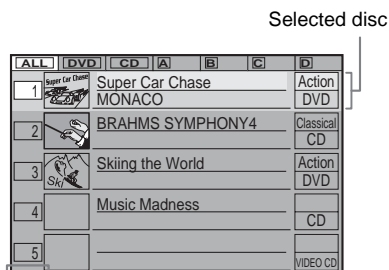 Selected disc
ALL DVD CD A B C D
1 Super Car Chase Super Car Chase Action
MONACO DVD
2 BRAHMS SYMPHONY4 Classical
CD
3 Ski Skiing the World Action
DVD
4 Music Madness
CD
5
VIDEO CD